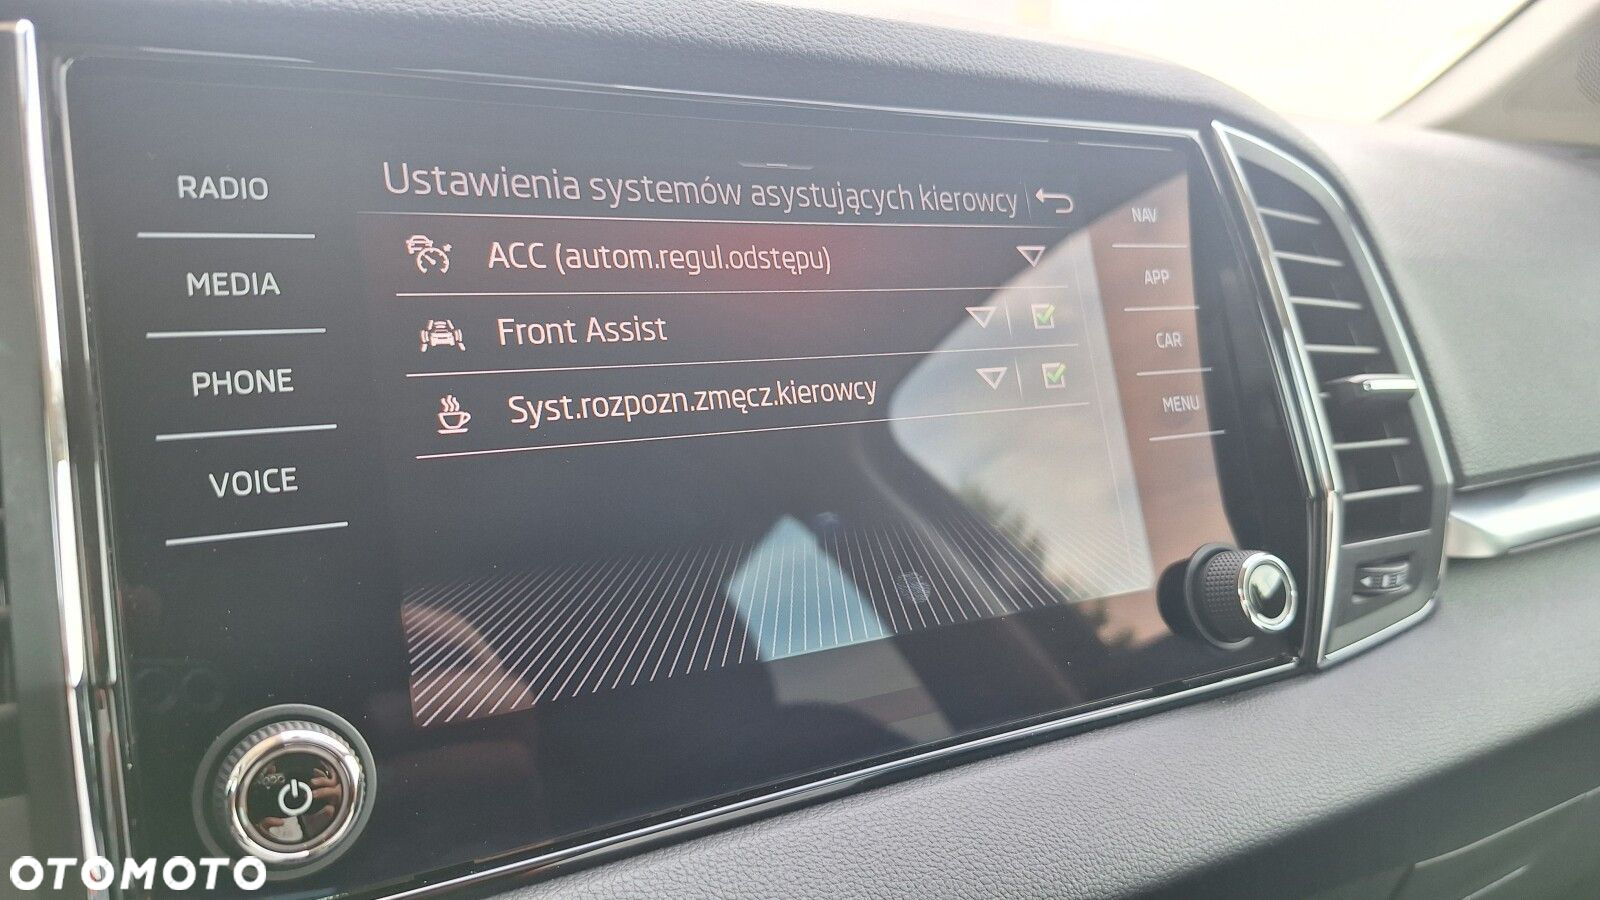 RADIO
MEDIA
PHONE
VOICE
Ustawienia systemów asystujących kierowcy
ACC (autom.regul.odstępu)
Front Assist
Syst.rozpozn.zmęcz.kierowcy
NAV
APP
CAR
MENU
OTOMOTO